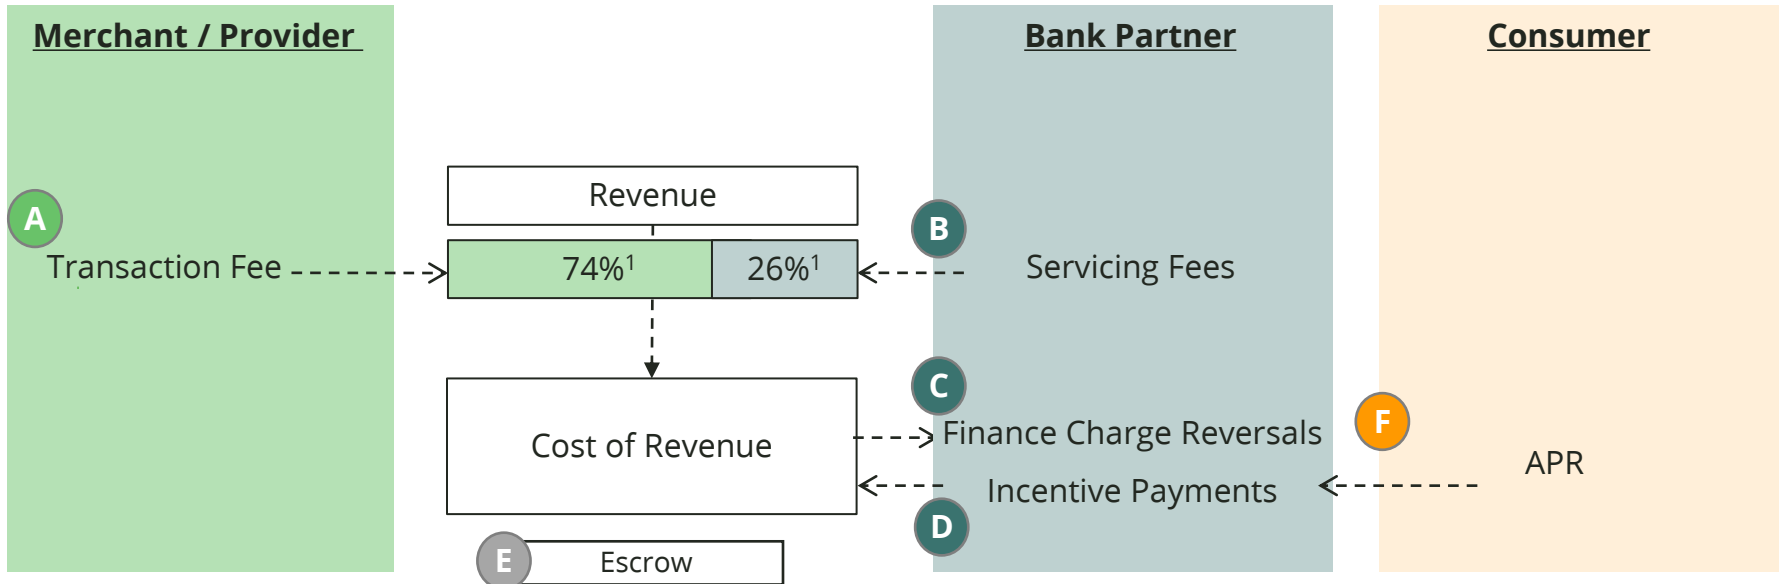 Merchant / Provider
Bank Partner
Consumer
Revenue
A
B
Transaction Fee
74%¹
26%¹
Servicing Fees
C
Finance Charge Reversals
F
Cost of Revenue
APR
Incentive Payments
D
E
Escrow